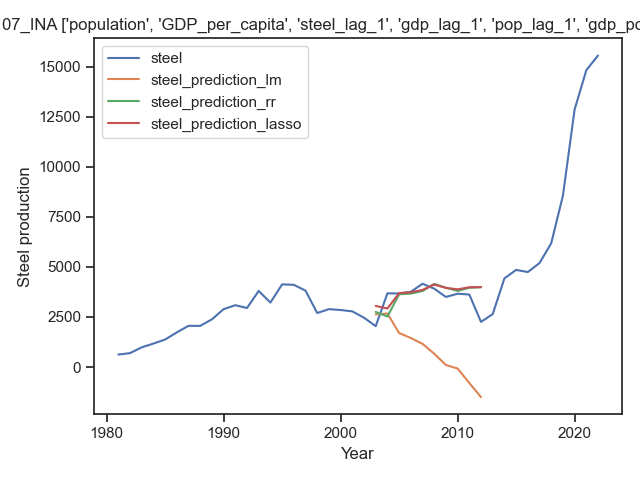 07_INA ['population', 'GDP_per_capita', 'steel_lag_1', 'gdp_lag_1', 'pop_lag_1', 'gdp_po
steel
steel_prediction_lm
steel_prediction_rr
steel_prediction_lasso
15000
12500
10000
7500
5000
2500
0
Steel production
1980
1990
2000
2010
2020
Year